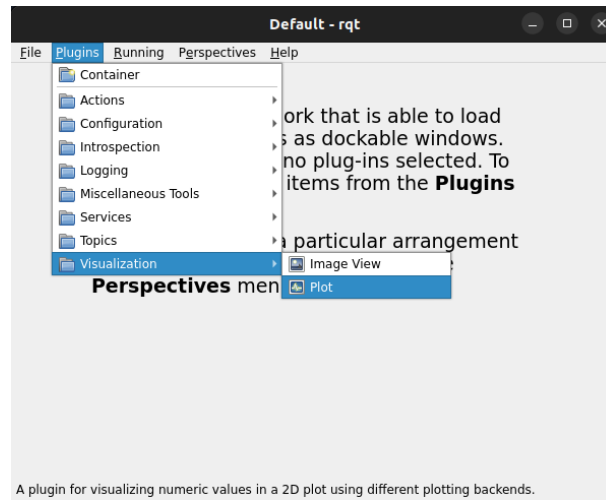 Default - rqt
File Plugins Running Perspectives Help
Container
Actions
Configuration
Introspection
Logging
Miscellaneous Tools
Services
Topics
Visualization
Image View
Plot
ork that is able to load
as dockable windows.
no plug-ins selected. To
items from the Plugins
particular arrangement
Perspectives men
A plugin for visualizing numeric values in a 2D plot using different plotting backends.